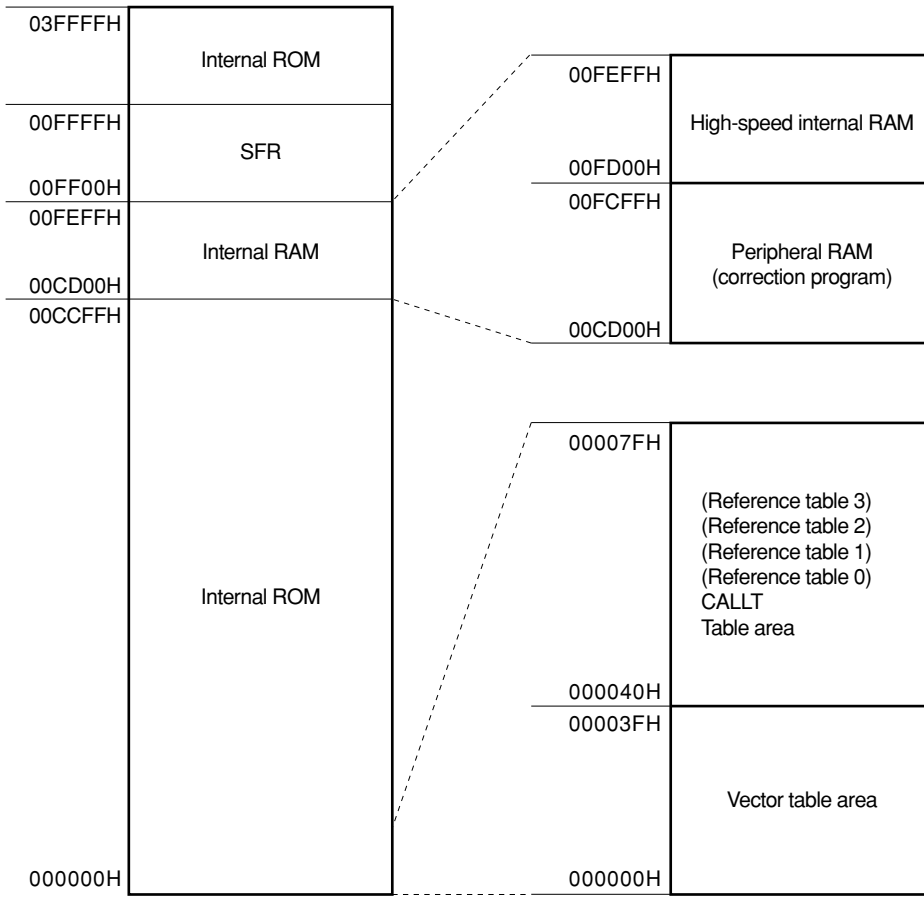 03FFFFH
Internal ROM
00FFFFH
SFR
00FF00H
00FEFFH
Internal RAM
00CD00H
00CCFFH
Internal ROM
000000H
00FEFFH
High-speed internal RAM
00FD00H
00FCFFH
Peripheral RAM
(correction program)
00CD00H
00007FH
(Reference table 3)
(Reference table 2)
(Reference table 1)
(Reference table 0)
CALLT
Table area
000040H
00003FH
Vector table area
000000H